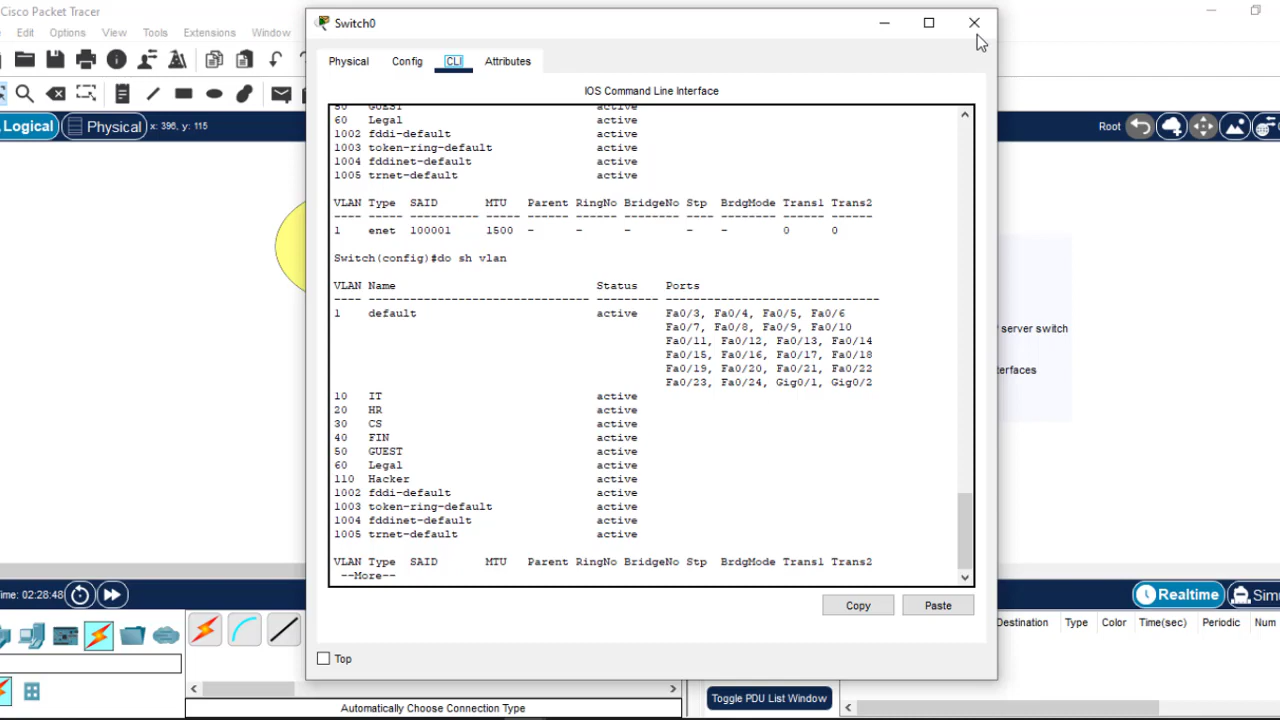 Cisco Packet Tracer
Edit Options View Tools Extensions Window
Logical Physical x: 396, y: 115
Root
Switch0
Physical Config CLI Attributes
IOS Command Line Interface
50 GUEST active
60 Legal active
1002 fddi-default active
1003 token-ring-default active
1004 fddinet-default active
1005 trnet-default active
VLAN Type SAID MTU Parent RingNo BridgeNo Stp BrdgMode Trans1 Trans2
---- ----- ---------- ----- ------ ------ -------- ---- -------- ------ ------
1 enet 100001 1500 - - - - - 0 0
Switch(config)#do sh vlan
VLAN Name Status Ports
---- -------------------------------- --------- -------------------------------
1 default active Fa0/3, Fa0/4, Fa0/5, Fa0/6
Fa0/7, Fa0/8, Fa0/9, Fa0/10
Fa0/11, Fa0/12, Fa0/13, Fa0/14
Fa0/15, Fa0/16, Fa0/17, Fa0/18
Fa0/19, Fa0/20, Fa0/21, Fa0/22
Fa0/23, Fa0/24, Gig0/1, Gig0/2
10 IT active
20 HR active
30 CS active
40 FIN active
50 GUEST active
60 Legal active
110 Hacker active
1002 fddi-default active
1003 token-ring-default active
1004 fddinet-default active
1005 trnet-default active
VLAN Type SAID MTU Parent RingNo BridgeNo Stp BrdgMode Trans1 Trans2
--More--
Copy Paste
Top
server switch
Time: 02:28:48
Realtime
Destination Type Color Time(sec) Periodic Num
Toggle PDU List Window
Automatically Choose Connection Type